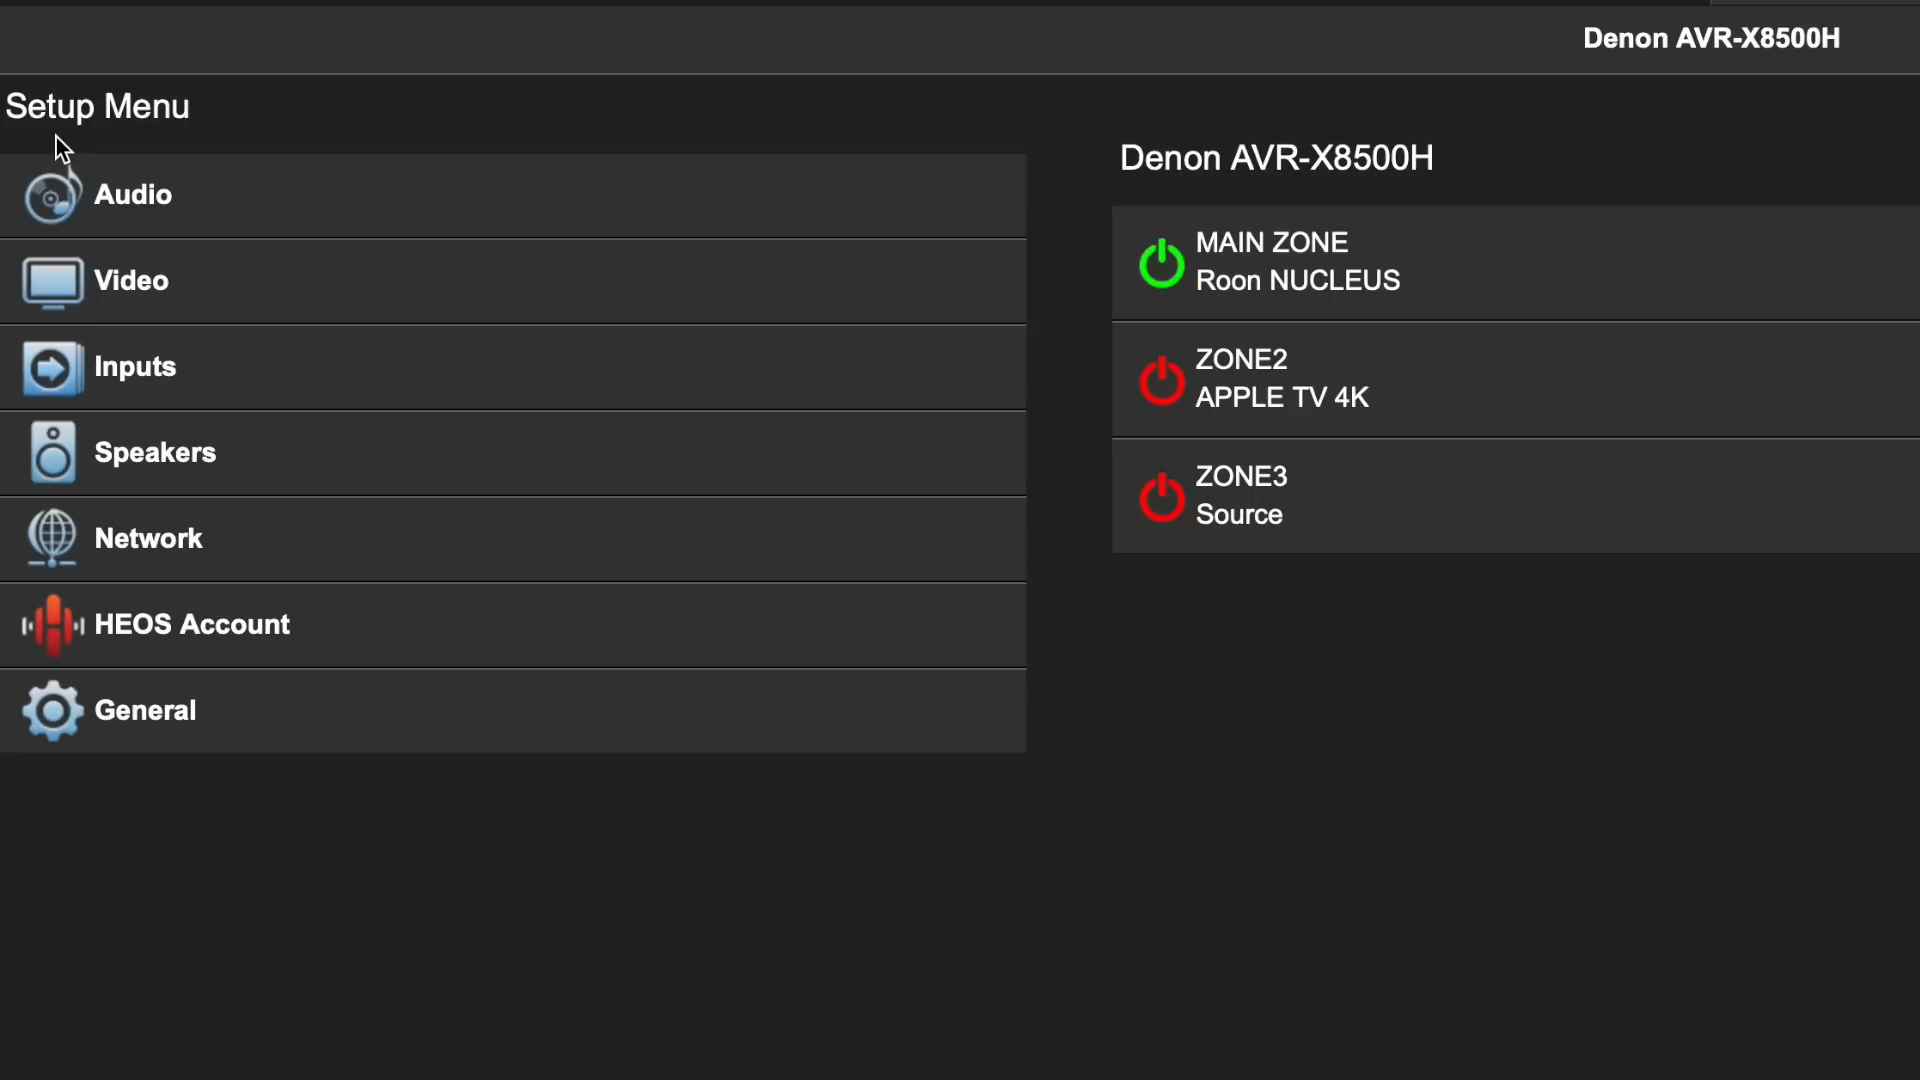 Denon AVR-X8500H
Setup Menu
Audio
Video
Inputs
Speakers
Network
HEOS Account
General
Denon AVR-X8500H
MAIN ZONE
Roon NUCLEUS
ZONE2
APPLE TV 4K
ZONE3
Source